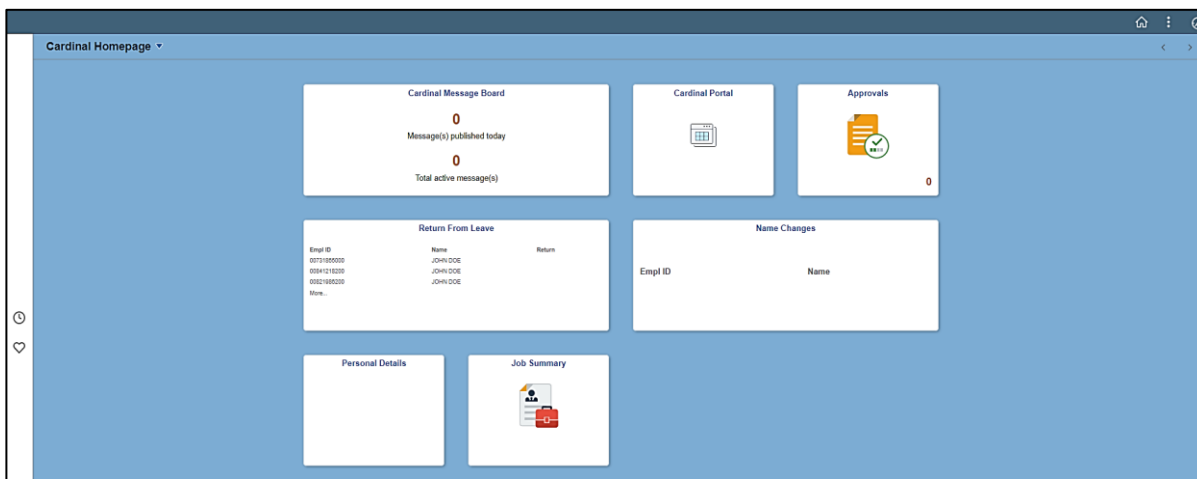 Cardinal Homepage
Cardinal Message Board
0
Message(s) published today
0
Total active message(s)
Cardinal Portal
Approvals
0
Return From Leave
Empl ID Name Return
00731866000 JOHN DOE
00841218200 JOHN DOE
00821986200 JOHN DOE
More...
Name Changes
Empl ID Name
Personal Details
Job Summary